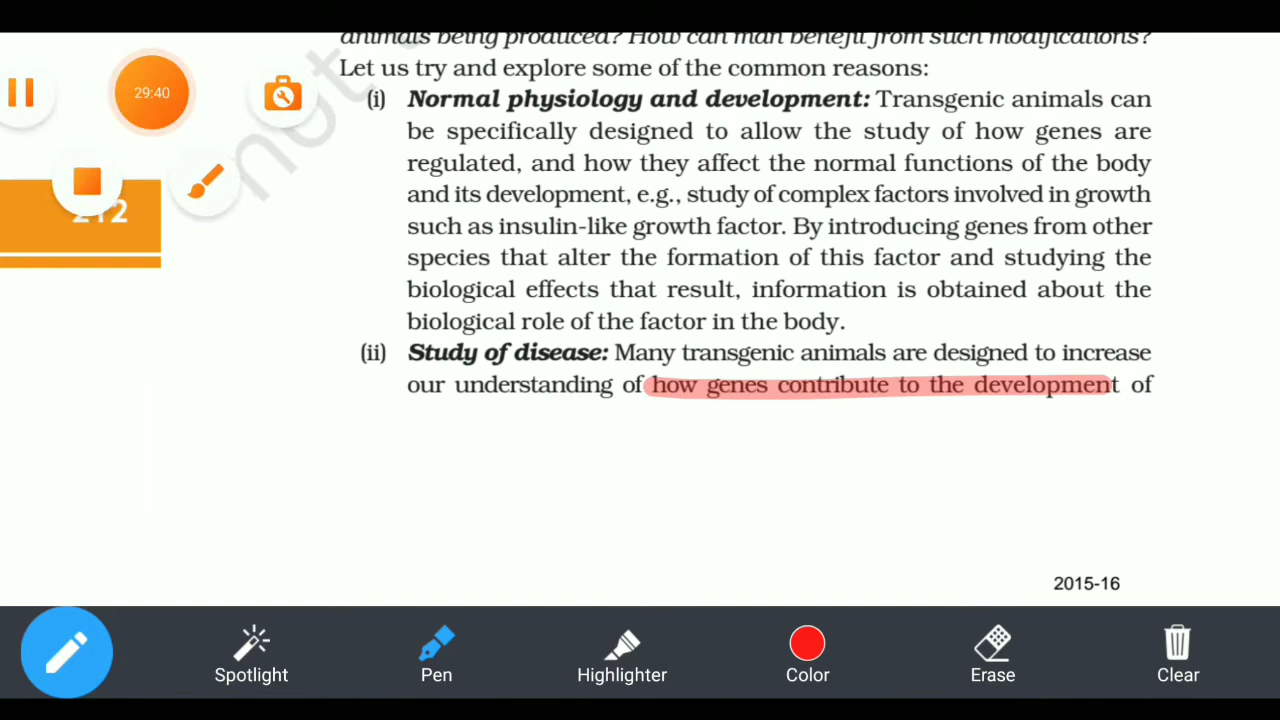 animals being produced? How can man benefit from such modifications?
Let us try and explore some of the common reasons:
(i) Normal physiology and development: Transgenic animals can
be specifically designed to allow the study of how genes are
regulated, and how they affect the normal functions of the body
and its development, e.g., study of complex factors involved in growth
such as insulin-like growth factor. By introducing genes from other
species that alter the formation of this factor and studying the
biological effects that result, information is obtained about the
biological role of the factor in the body.
(ii) Study of disease: Many transgenic animals are designed to increase
our understanding of how genes contribute to the development of
29:40
212
not
2015-16
Spotlight
Pen
Highlighter
Color
Erase
Clear